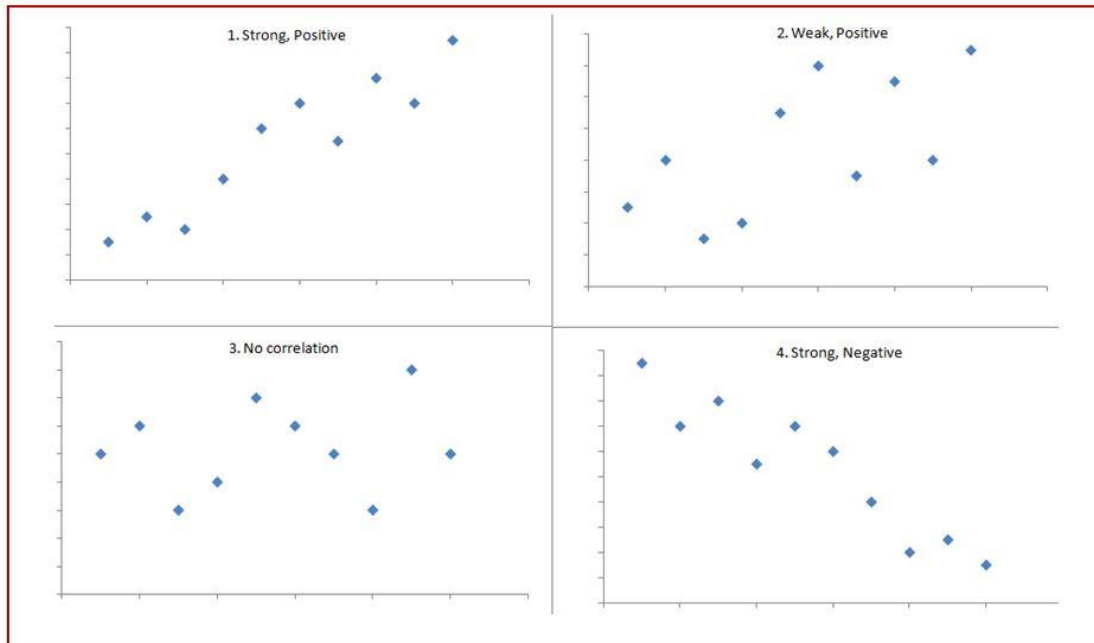 1. Strong, Positive
2. Weak, Positive
3. No correlation
4. Strong, Negative